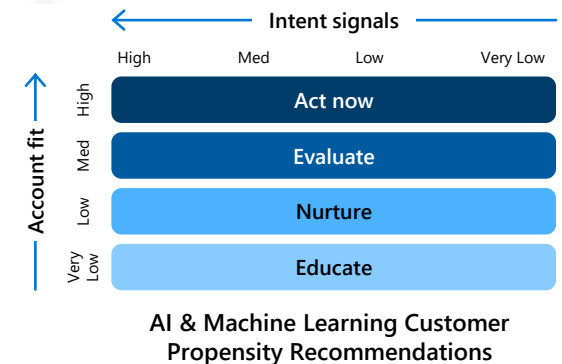 Intent signals
High Med Low Very Low
Account fit
High
Act now
Med
Evaluate
Low
Nurture
Very
Low
Educate
AI & Machine Learning Customer
Propensity Recommendations